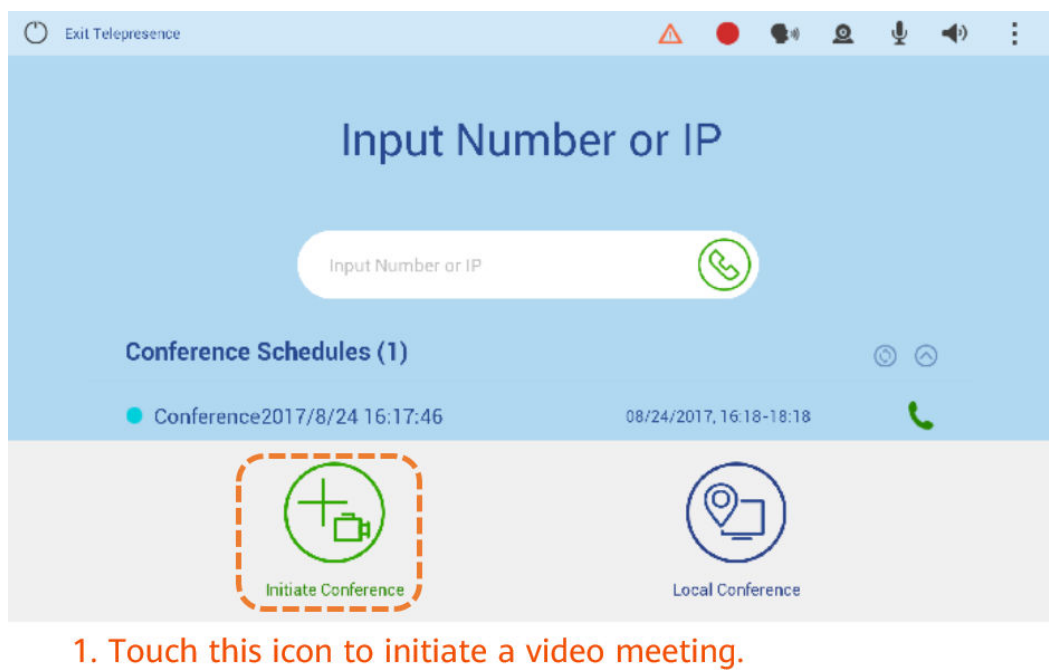 Exit Telepresence
Input Number or IP
Input Number or IP
Conference Schedules (1)
Conference2017/8/24 16:17:46 08/24/2017, 16:18-18:18
Initiate Conference Local Conference
1. Touch this icon to initiate a video meeting.